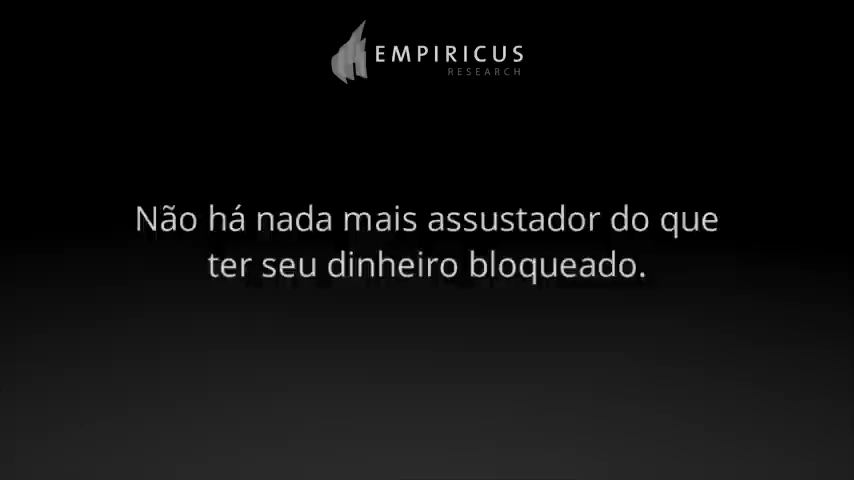 EMPIRICUS
RESEARCH
Não há nada mais assustador do que
ter seu dinheiro bloqueado.